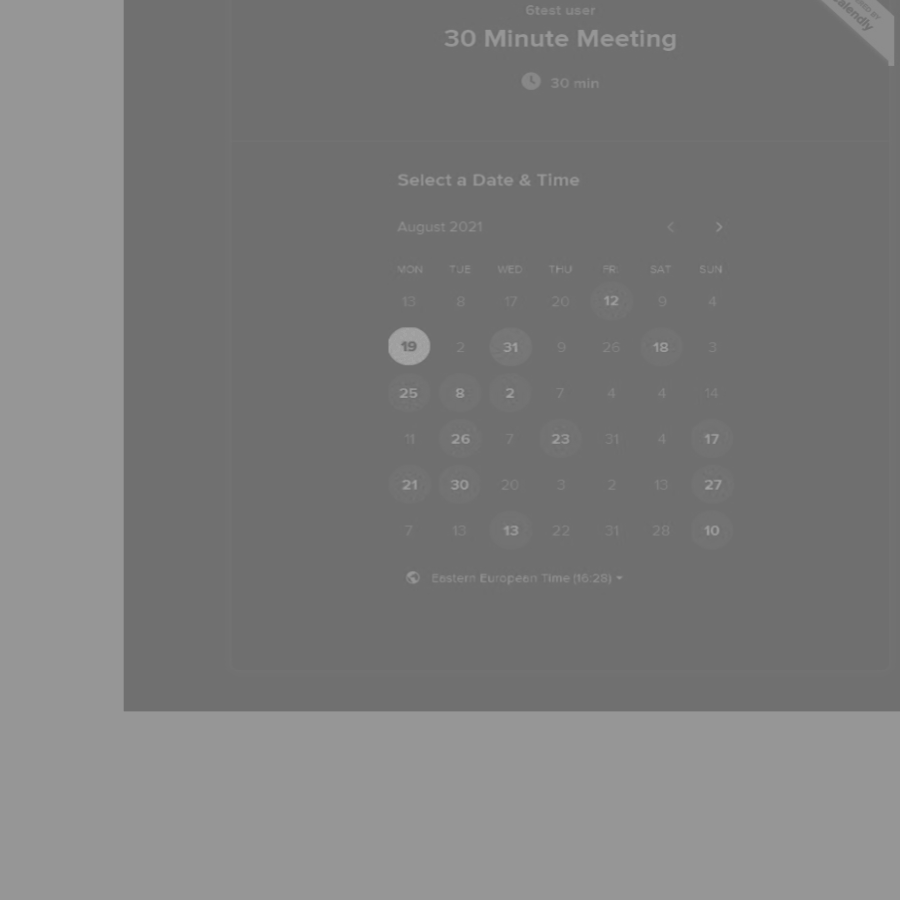 6test user
30 Minute Meeting
30 min
Select a Date & Time
August 2021
MON TUE WED THU FRI SAT SUN
13 8 17 20 12 9 4
19 2 31 9 26 18 3
25 8 2 7 4 4 14
11 26 7 23 31 4 17
21 30 20 3 2 13 27
7 13 13 22 31 28 10
Eastern European Time (16:28)